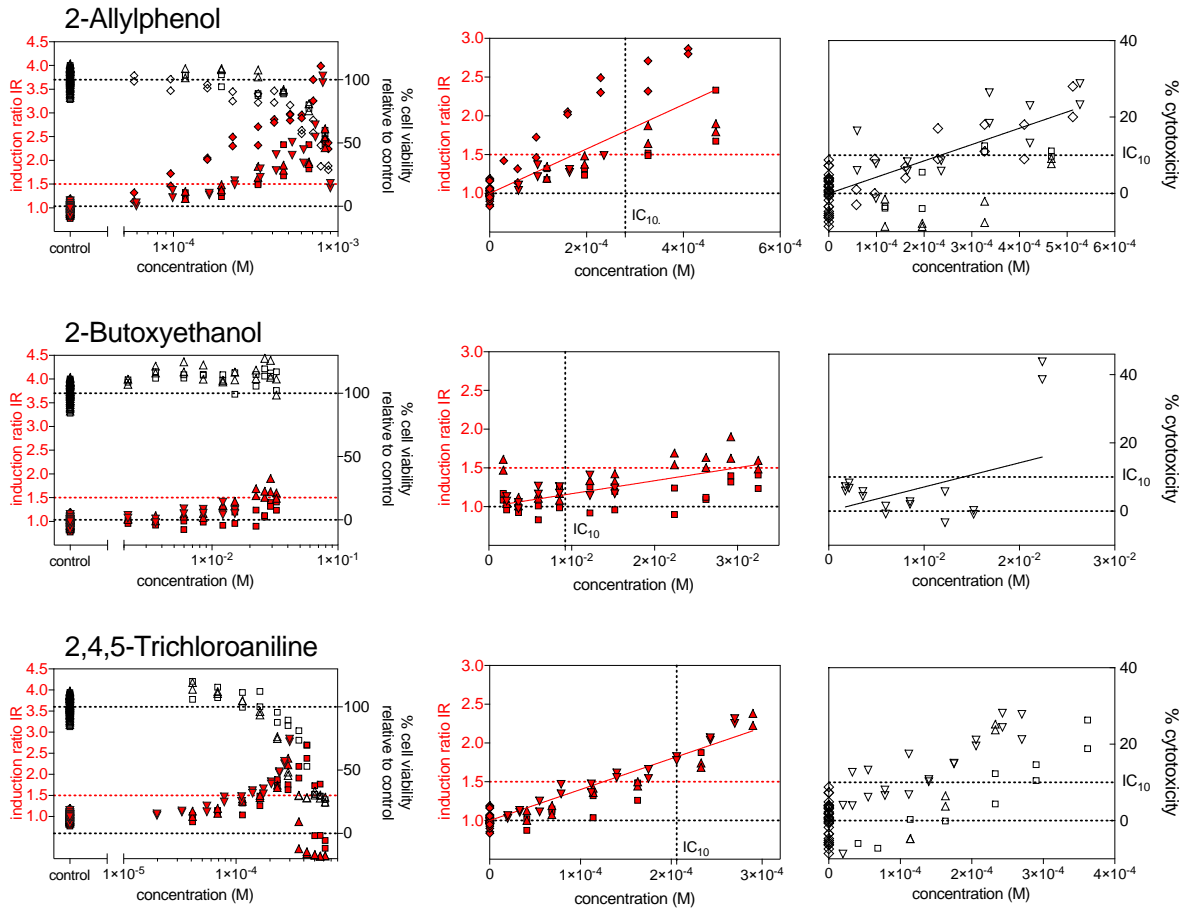 2-Allylphenol
induction ratio IR
4.5
4.0
3.5
3.0
2.5
2.0
1.5
1.0
100
50
0
% cell viability
relative to control
control
1×10⁻⁴
1×10⁻³
concentration (M)
induction ratio IR
3.0
2.5
2.0
1.5
1.0
IC₁₀.
0
2×10⁻⁴
4×10⁻⁴
6×10⁻⁴
concentration (M)
40
20
IC₁₀
0
% cytotoxicity
0
1×10⁻⁴
2×10⁻⁴
3×10⁻⁴
4×10⁻⁴
5×10⁻⁴
6×10⁻⁴
concentration (M)
2-Butoxyethanol
induction ratio IR
4.5
4.0
3.5
3.0
2.5
2.0
1.5
1.0
100
50
0
% cell viability
relative to control
control
1×10⁻²
1×10⁻¹
concentration (M)
induction ratio IR
3.0
2.5
2.0
1.5
1.0
IC₁₀
0
1×10⁻²
2×10⁻²
3×10⁻²
concentration (M)
40
20
IC₁₀
0
% cytotoxicity
0
1×10⁻²
2×10⁻²
3×10⁻²
concentration (M)
2,4,5-Trichloroaniline
induction ratio IR
4.5
4.0
3.5
3.0
2.5
2.0
1.5
1.0
100
50
0
% cell viability
relative to control
control
1×10⁻⁵
1×10⁻⁴
concentration (M)
induction ratio IR
3.0
2.5
2.0
1.5
1.0
IC₁₀
0
1×10⁻⁴
2×10⁻⁴
3×10⁻⁴
concentration (M)
40
20
IC₁₀
0
% cytotoxicity
0
1×10⁻⁴
2×10⁻⁴
3×10⁻⁴
4×10⁻⁴
concentration (M)